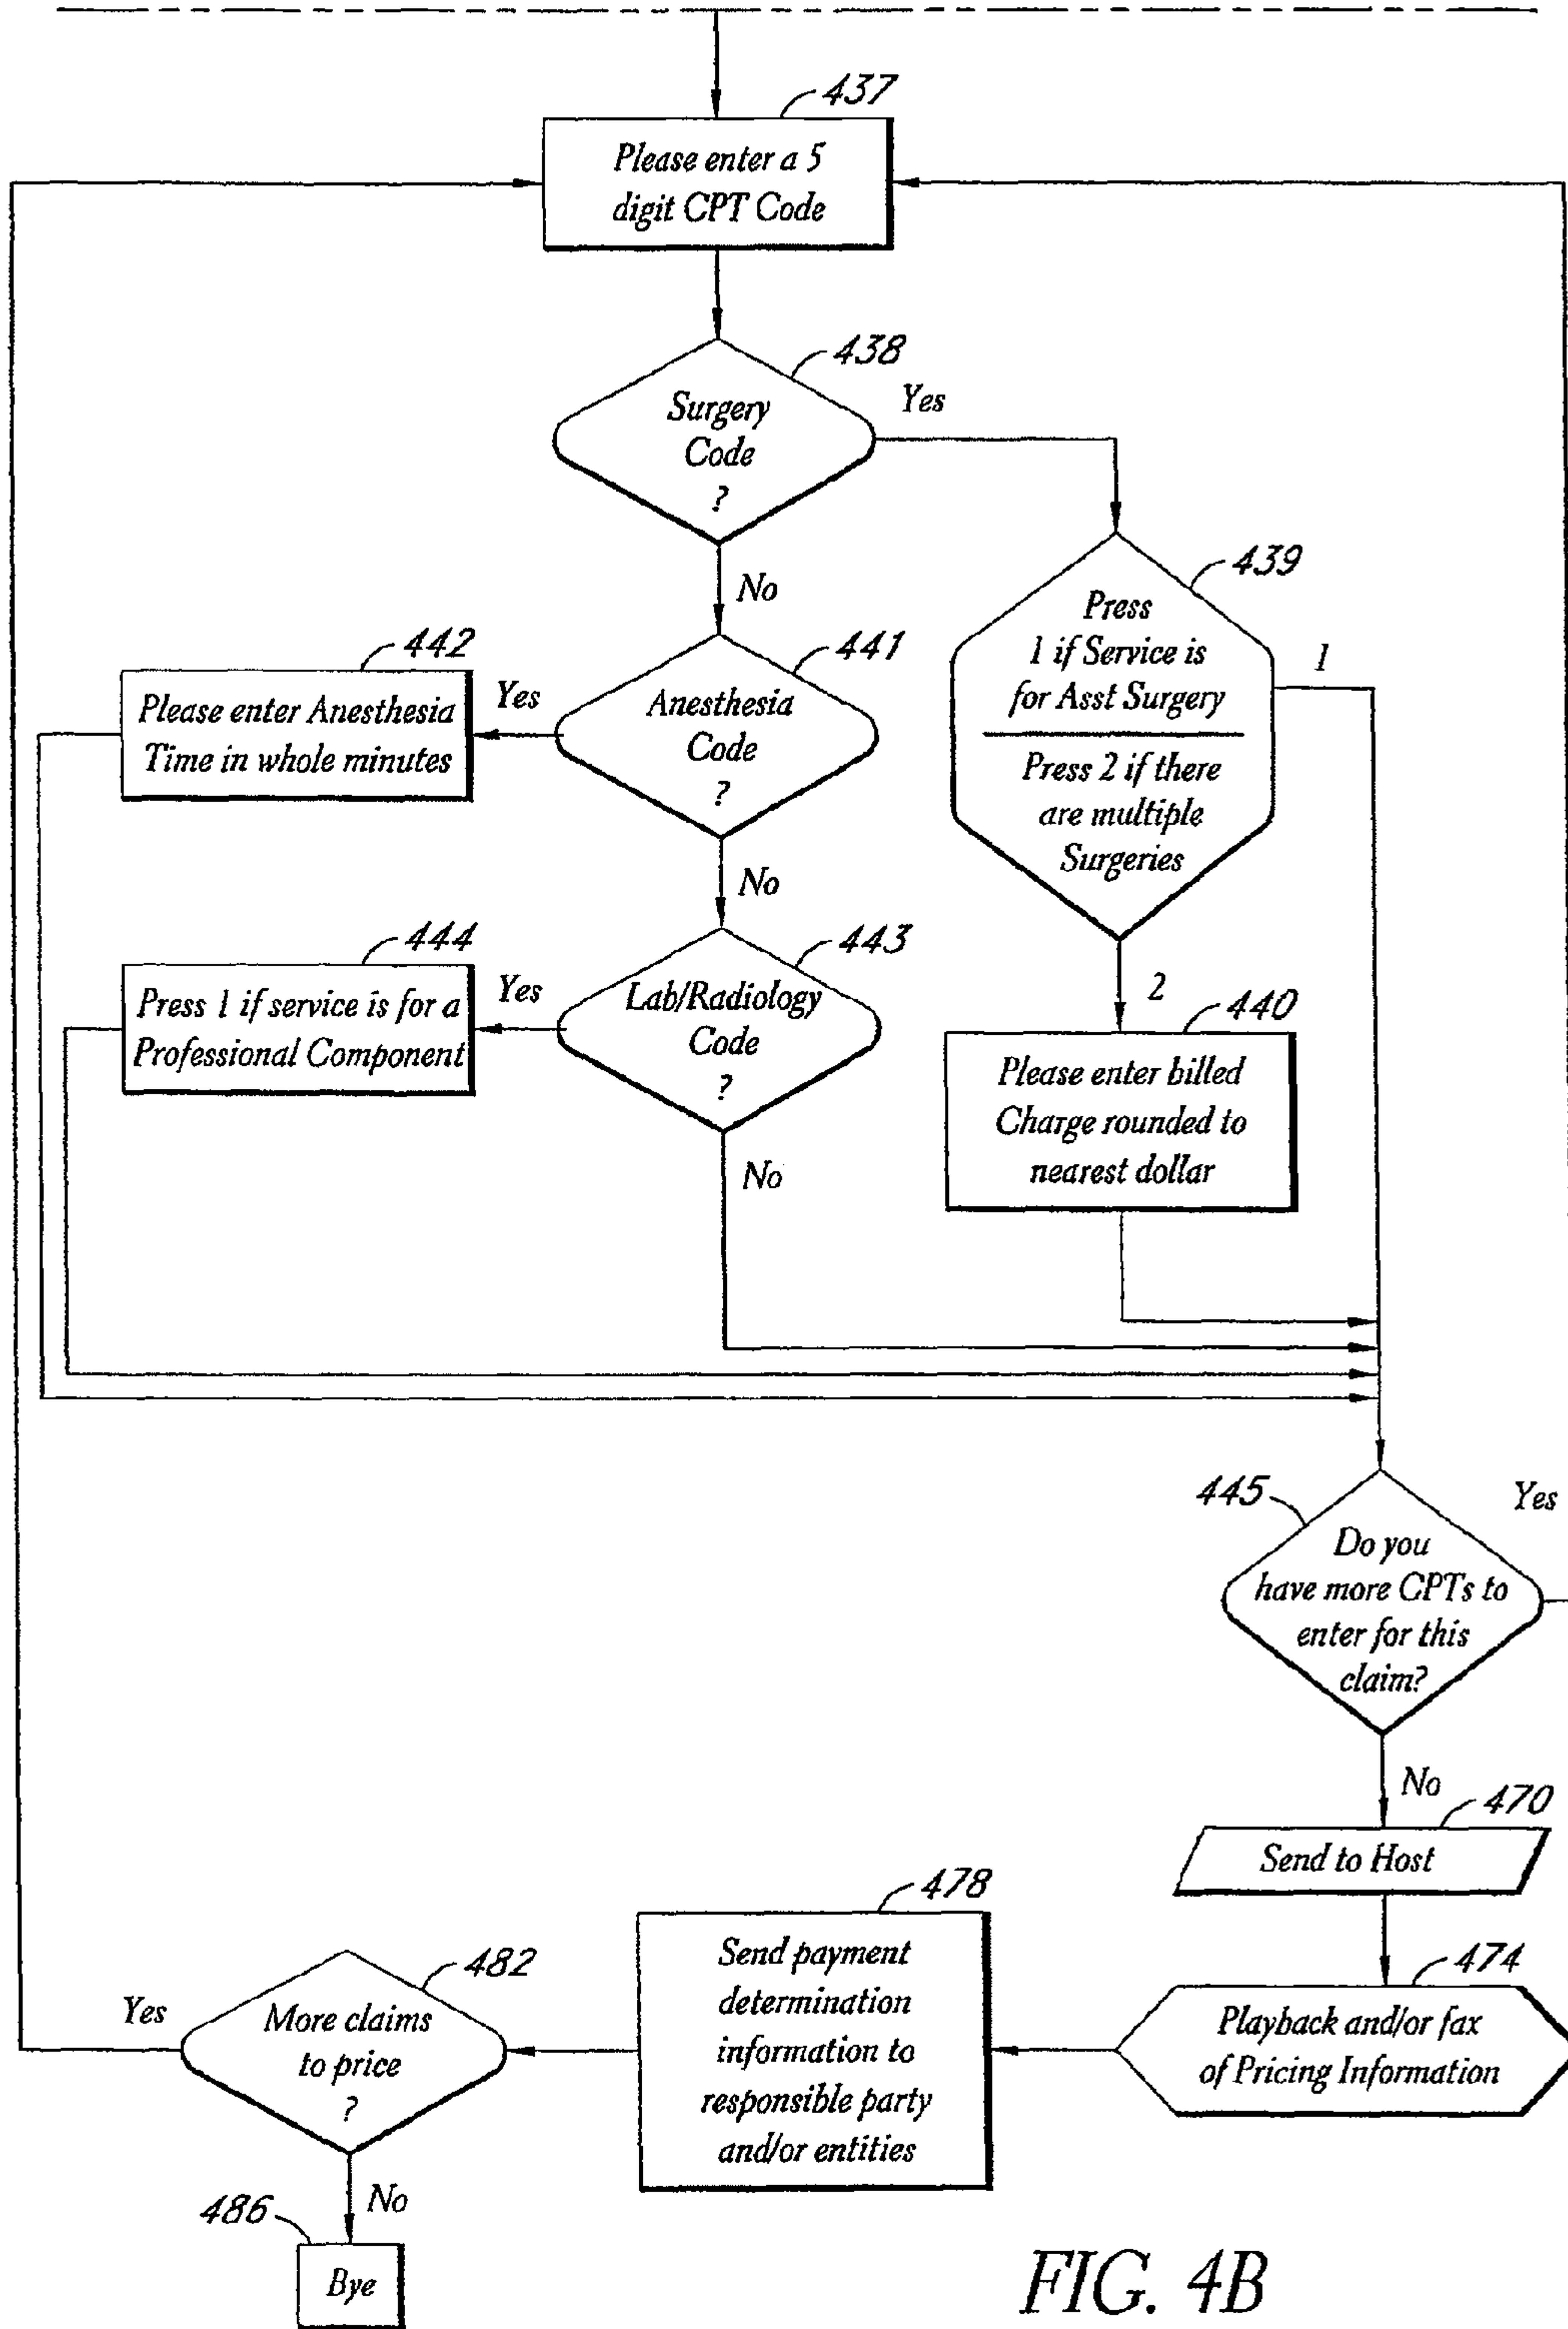 437
Please enter a 5
digit CPT Code
438
Surgery
Code
?
Yes
No
439
Press
1 if Service is
for Asst Surgery
Press 2 if there
are multiple
Surgeries
1
2
442
Please enter Anesthesia
Time in whole minutes
Yes
441
Anesthesia
Code
?
No
444
Press 1 if service is for a
Professional Component
Yes
443
Lab/Radiology
Code
?
No
440
Please enter billed
Charge rounded to
nearest dollar
445
Do you
have more CPTs to
enter for this
claim?
Yes
No
470
Send to Host
474
Playback and/or fax
of Pricing Information
478
Send payment
determination
information to
responsible party
and/or entities
482
More claims
to price
?
Yes
No
486
Bye
FIG. 4B